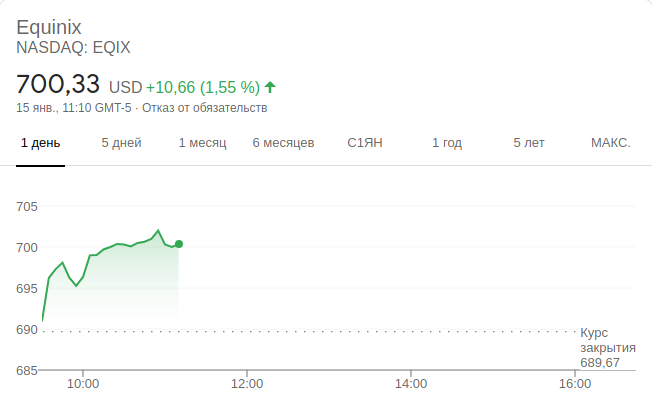 Equinix
NASDAQ: EQIX
700,33 USD +10,66 (1,55 %)
15 янв., 11:10 GMT-5 · Отказ от обязательств
1 день 5 дней 1 месяц 6 месяцев С1ЯН 1 год 5 лет МАКС.
705
700
695
690
Курс
закрытия
689,67
685
10:00 12:00 14:00 16:00